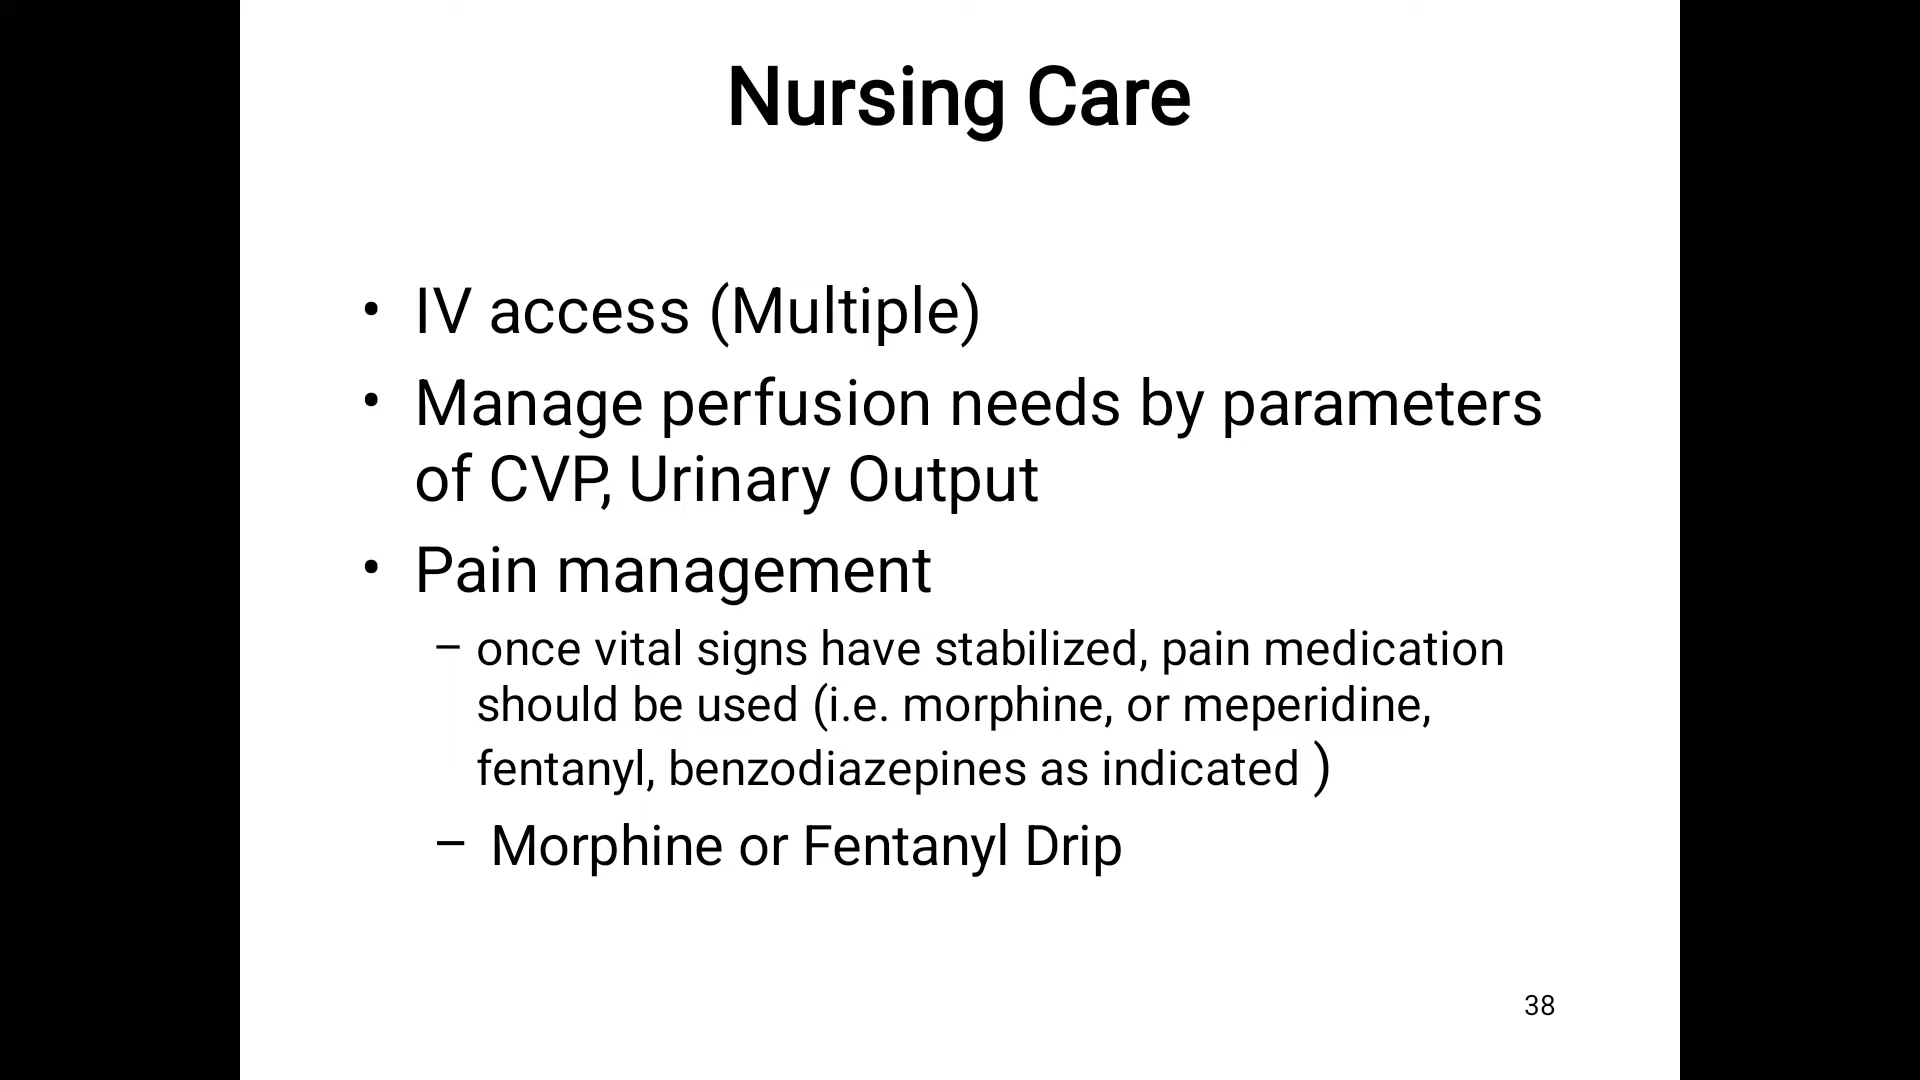 Nursing Care
• IV access (Multiple)
• Manage perfusion needs by parameters
of CVP, Urinary Output
• Pain management
– once vital signs have stabilized, pain medication
should be used (i.e. morphine, or meperidine,
fentanyl, benzodiazepines as indicated )
– Morphine or Fentanyl Drip
38